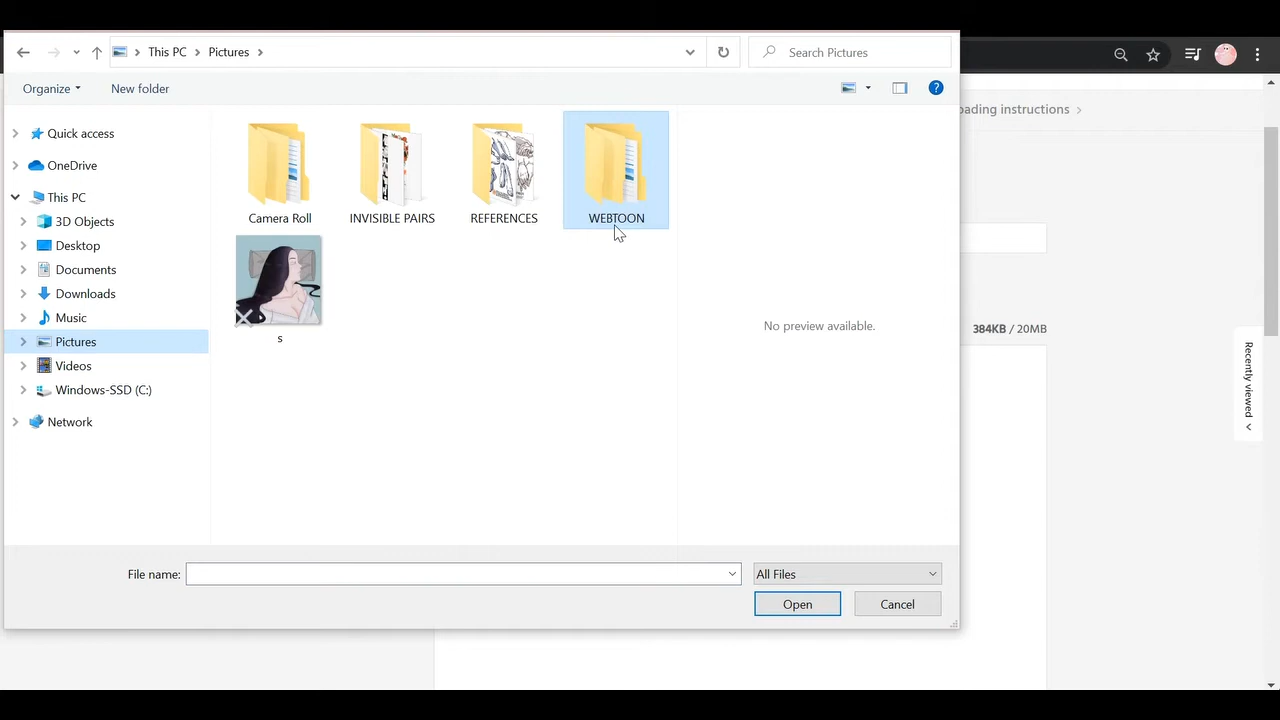 This PC
Pictures
Search Pictures
Organize
New folder
Quick access
OneDrive
This PC
3D Objects
Desktop
Documents
Downloads
Music
Pictures
Videos
Windows-SSD (C:)
Network
Camera Roll
INVISIBLE PAIRS
REFERENCES
WEBTOON
s
No preview available.
File name:
All Files
Open
Cancel
oading instructions
384KB / 20MB
Recently viewed